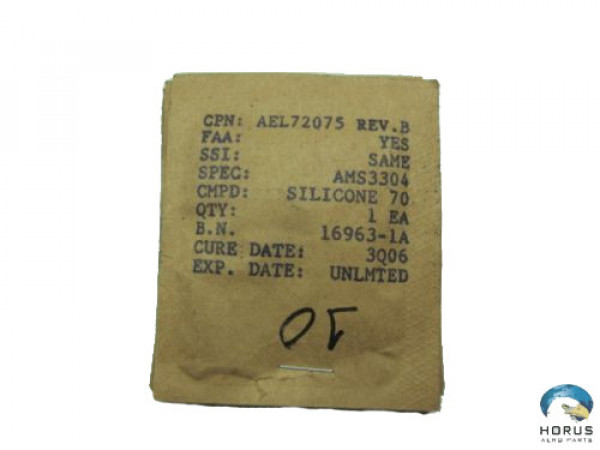 CPN: AEL72075 REV.B
FAA: YES
SSI: SAME
SPEC: AMS3304
CMPD: SILICONE 70
QTY: 1 EA
B.N. 16963-1A
CURE DATE: 3Q06
EXP. DATE: UNLMTED
HORUS
AERO PARTS